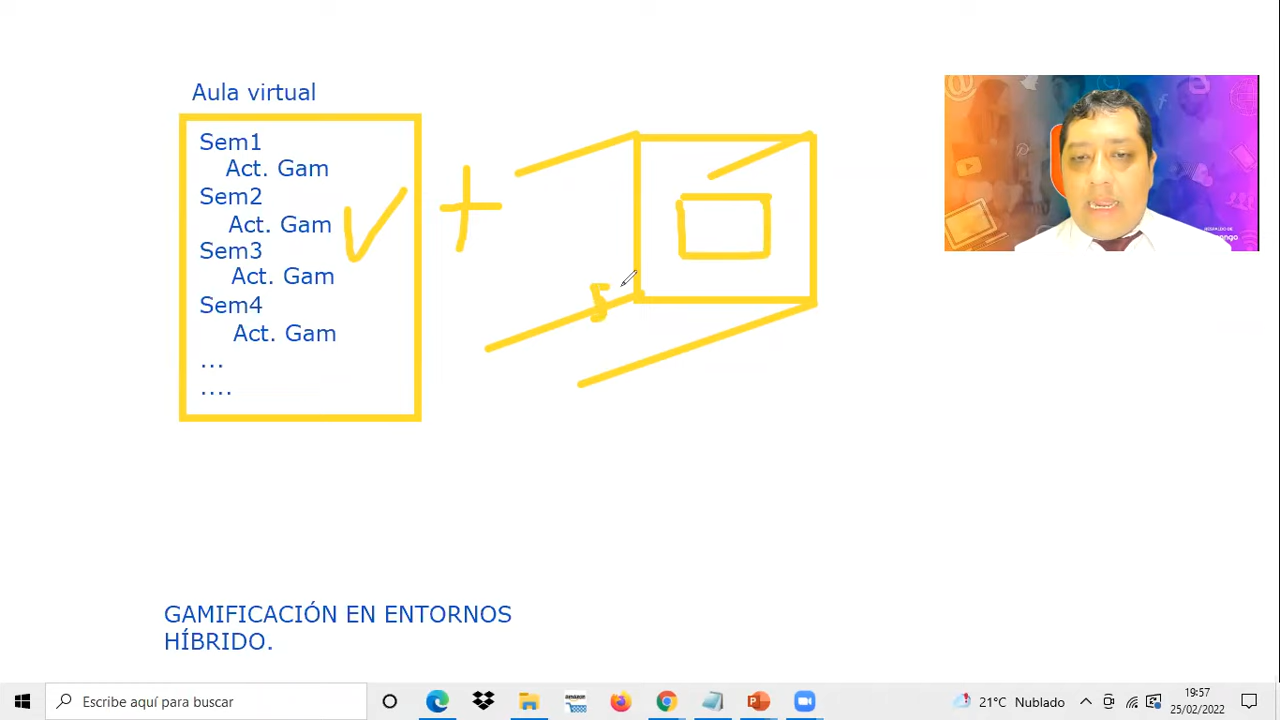 Aula virtual
Sem1
Act. Gam
Sem2
Act. Gam
Sem3
Act. Gam
Sem4
Act. Gam
...
....
GAMIFICACIÓN EN ENTORNOS
HÍBRIDO.
Escribe aquí para buscar
21°C Nublado
19:57
25/02/2022